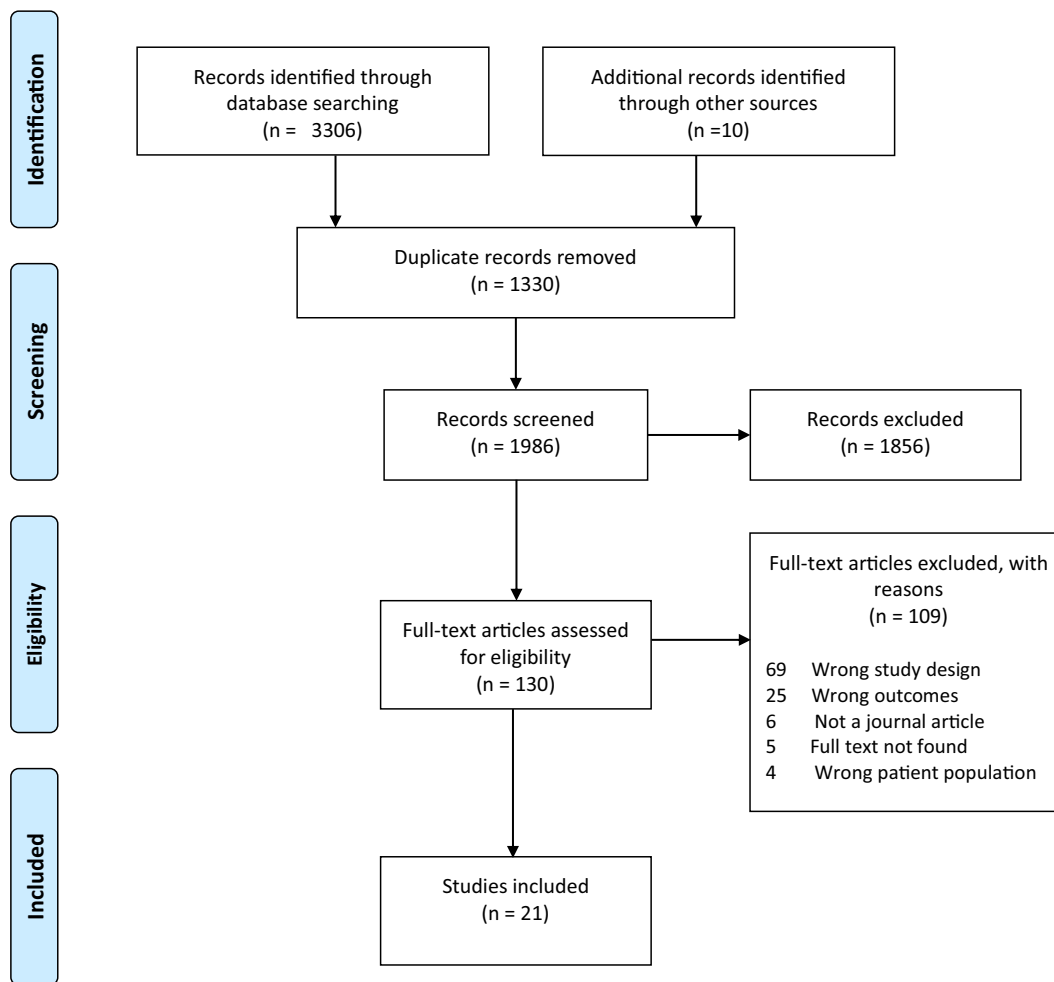 Identification
Records identified through
database searching
(n = 3306)
Additional records identified
through other sources
(n =10)
Duplicate records removed
(n = 1330)
Screening
Records screened
(n = 1986)
Records excluded
(n = 1856)
Eligibility
Full-text articles assessed
for eligibility
(n = 130)
Full-text articles excluded, with
reasons
(n = 109)
69 Wrong study design
25 Wrong outcomes
6 Not a journal article
5 Full text not found
4 Wrong patient population
Included
Studies included
(n = 21)